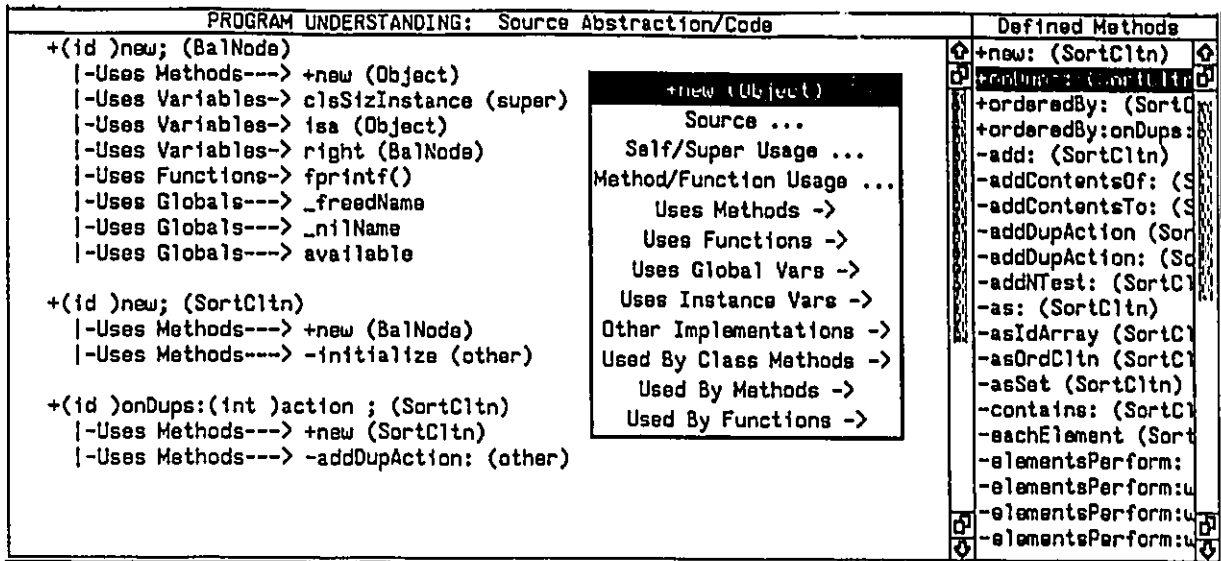 PROGRAM UNDERSTANDING: Source Abstraction/Code
+(id )new; (BalNode)
|-Uses Methods---> +new (Object)
|-Uses Variables-> clsSizInstance (super)
|-Uses Variables-> isa (Object)
|-Uses Variables-> right (BalNode)
|-Uses Functions-> fprintf()
|-Uses Globals---> _freedName
|-Uses Globals---> _nilName
|-Uses Globals---> available
+(id )new; (SortCltn)
|-Uses Methods---> +new (BalNode)
|-Uses Methods---> -initialize (other)
+(id )onDups:(int )action ; (SortCltn)
|-Uses Methods---> +new (SortCltn)
|-Uses Methods---> -addDupAction: (other)
+new (Object)
Source ...
Self/Super Usage ...
Method/Function Usage ...
Uses Methods ->
Uses Functions ->
Uses Global Vars ->
Uses Instance Vars ->
Other Implementations ->
Used By Class Methods ->
Used By Methods ->
Used By Functions ->
Defined Methods
+new: (SortCltn)
+onDups: (SortCltn
+orderedBy: (SortC
+orderedBy:onDups:
-add: (SortCltn)
-addContentsOf: (S
-addContentsTo: (S
-addDupAction (Sor
-addDupAction: (So
-addNTest: (SortCl
-as: (SortCltn)
-asIdArray (SortCl
-asOrdCltn (SortCl
-asSet (SortCltn)
-contains: (SortCl
-eachElement (Sort
-elementsPerform:
-elementsPerform:w
-elementsPerform:w
-elementsPerform:w